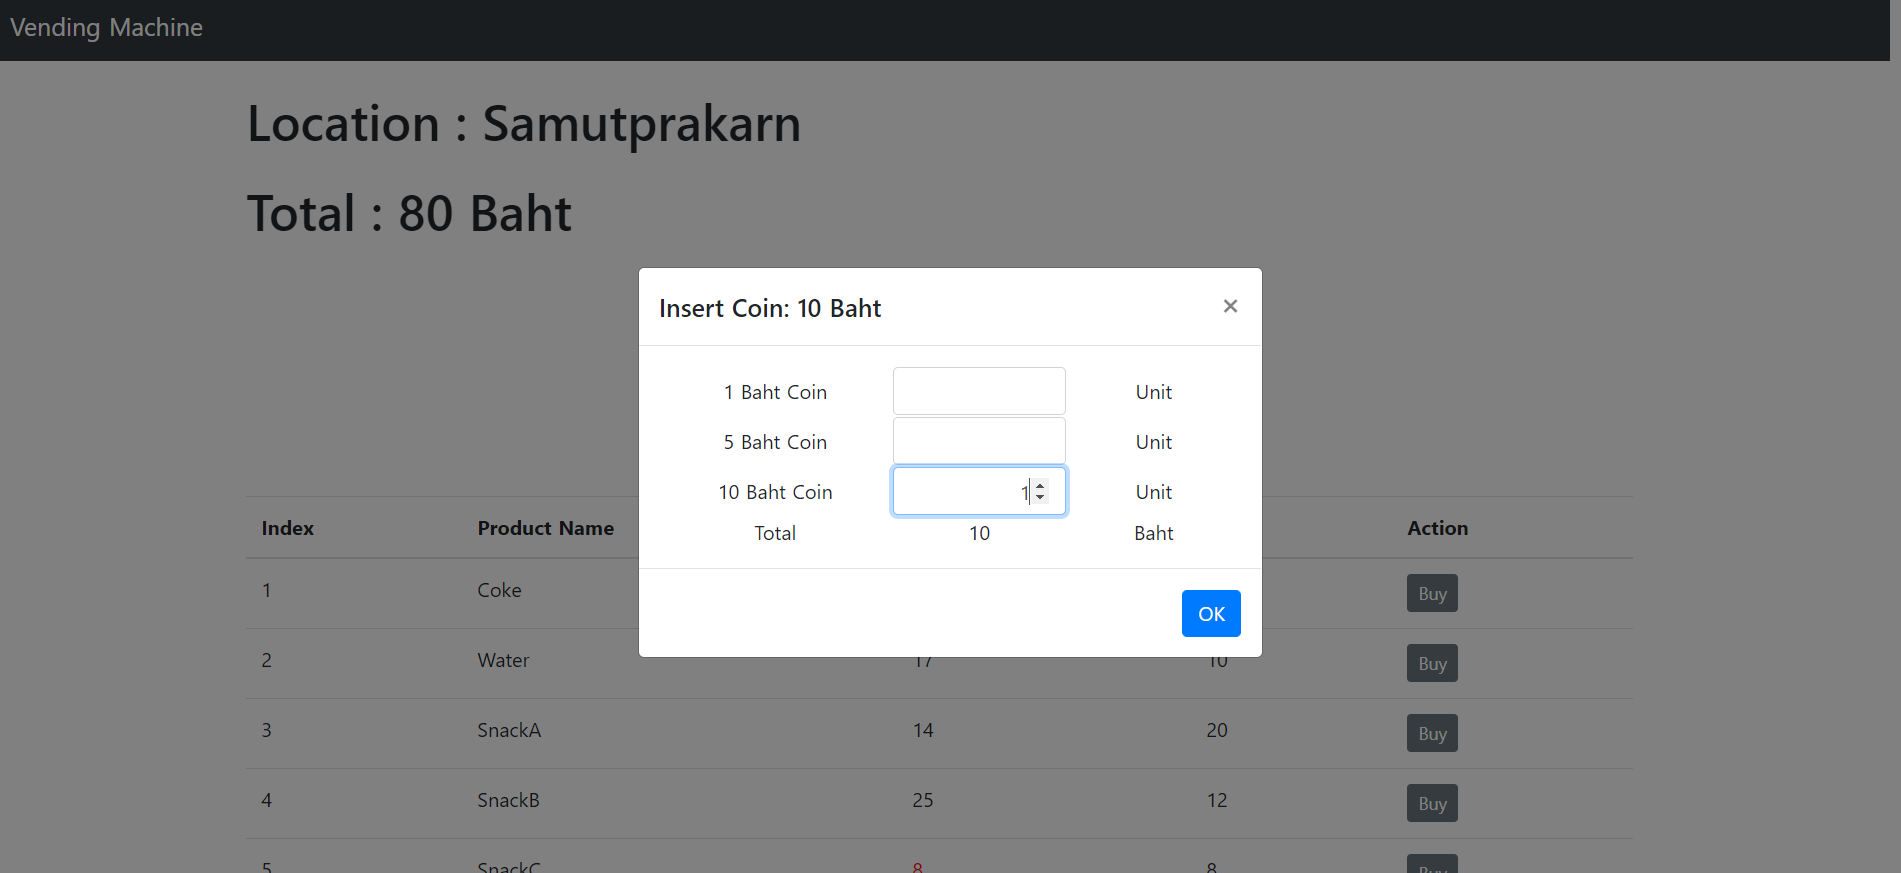 Vending Machine
Location : Samutprakarn
Total : 80 Baht
Insert Coin: 10 Baht ×
1 Baht Coin Unit
5 Baht Coin Unit
10 Baht Coin 1 Unit
Total 10 Baht
OK
Index Product Name Action
1 Coke Buy
2 Water 17 10 Buy
3 SnackA 14 20 Buy
4 SnackB 25 12 Buy
5 SnackC 8 8 Buy